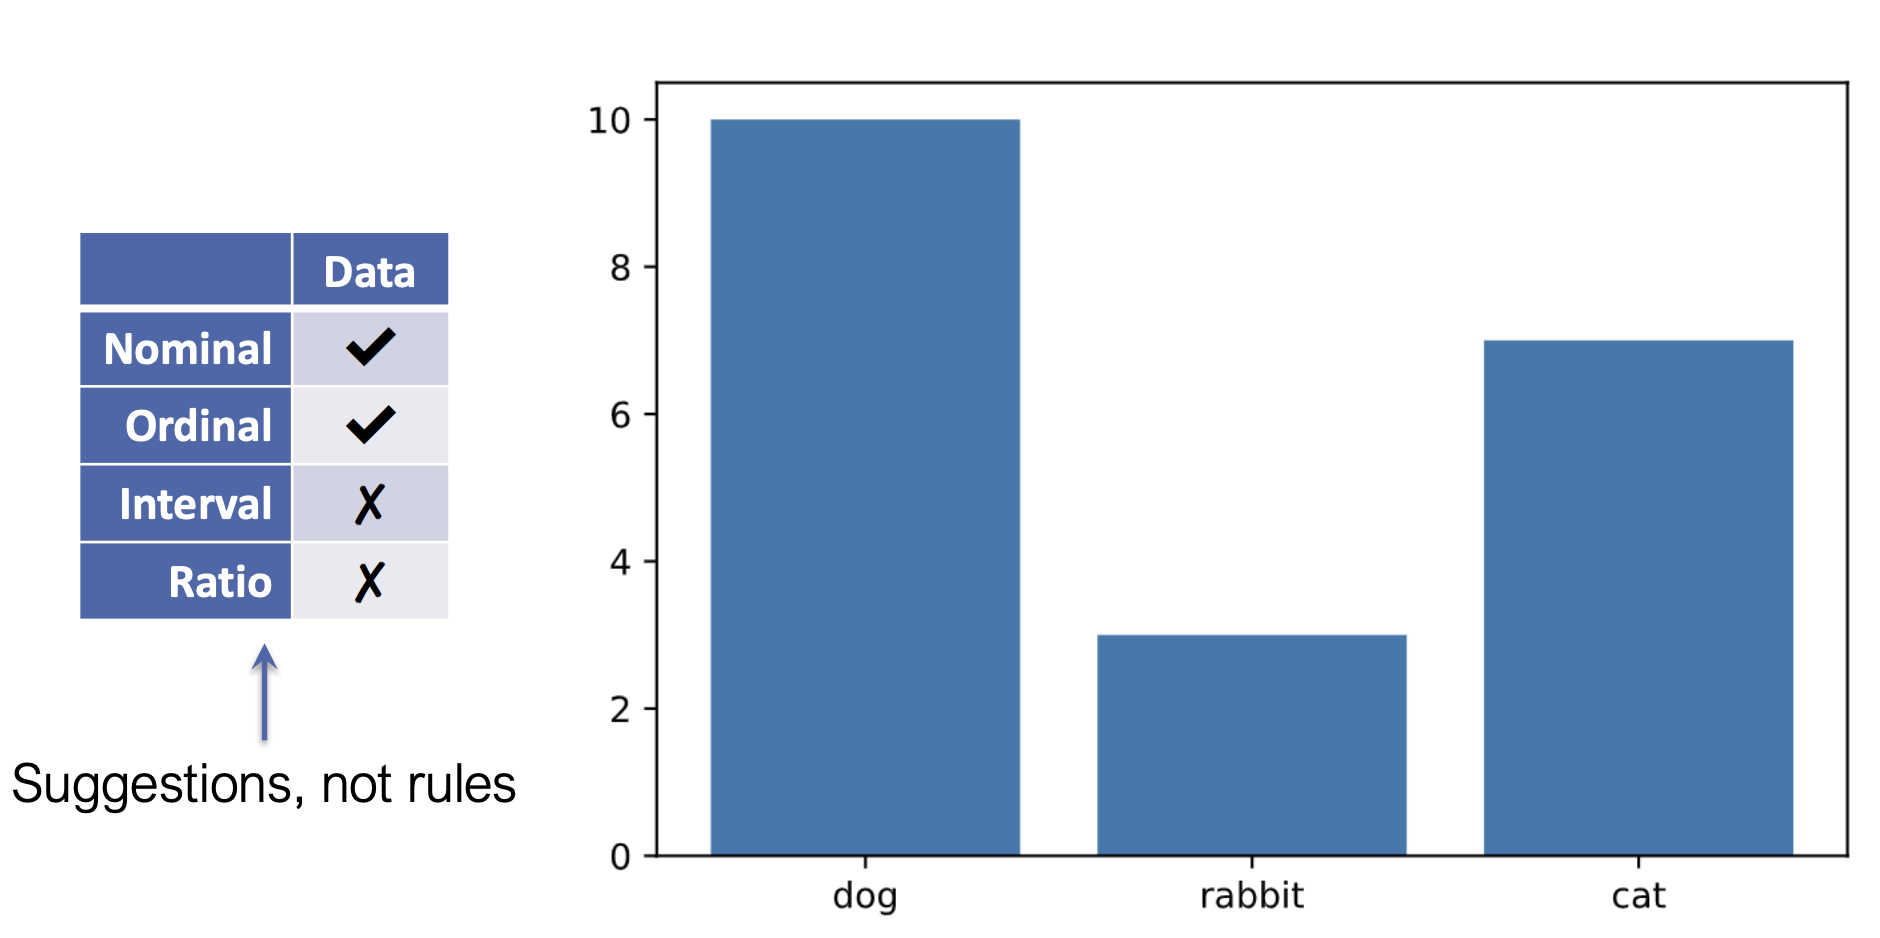 Data
Nominal ✔
Ordinal ✔
Interval ✗
Ratio ✗
Suggestions, not rules
10
8
6
4
2
0
dog rabbit cat